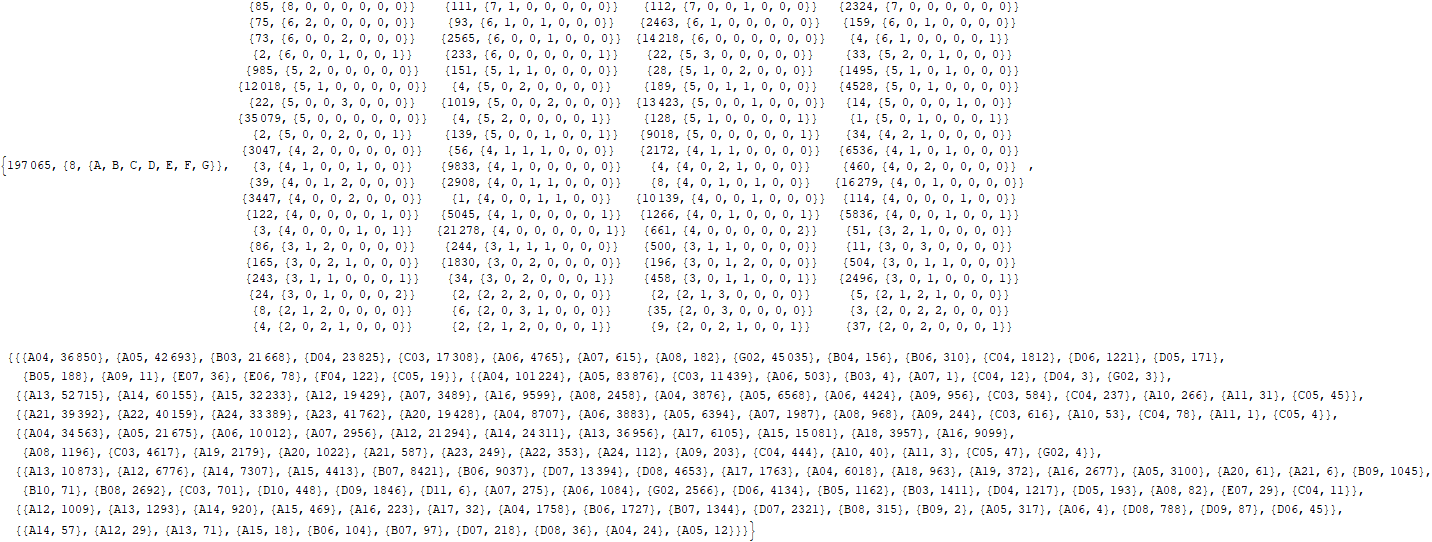 {85, {8, 0, 0, 0, 0, 0, 0}} {111, {7, 1, 0, 0, 0, 0, 0}} {112, {7, 0, 0, 1, 0, 0, 0}} {2324, {7, 0, 0, 0, 0, 0, 0}}
{75, {6, 2, 0, 0, 0, 0, 0}} {93, {6, 1, 0, 1, 0, 0, 0}} {2463, {6, 1, 0, 0, 0, 0, 0}} {159, {6, 0, 1, 0, 0, 0, 0}}
{73, {6, 0, 0, 2, 0, 0, 0}} {2565, {6, 0, 0, 1, 0, 0, 0}} {14218, {6, 0, 0, 0, 0, 0, 0}} {4, {6, 1, 0, 0, 0, 0, 1}}
{2, {6, 0, 0, 1, 0, 0, 1}} {233, {6, 0, 0, 0, 0, 0, 1}} {22, {5, 3, 0, 0, 0, 0, 0}} {33, {5, 2, 0, 1, 0, 0, 0}}
{985, {5, 2, 0, 0, 0, 0, 0}} {151, {5, 1, 1, 0, 0, 0, 0}} {28, {5, 1, 0, 2, 0, 0, 0}} {1495, {5, 1, 0, 1, 0, 0, 0}}
{12018, {5, 1, 0, 0, 0, 0, 0}} {4, {5, 0, 2, 0, 0, 0, 0}} {189, {5, 0, 1, 1, 0, 0, 0}} {4528, {5, 0, 1, 0, 0, 0, 0}}
{22, {5, 0, 0, 3, 0, 0, 0}} {1019, {5, 0, 0, 2, 0, 0, 0}} {13423, {5, 0, 0, 1, 0, 0, 0}} {14, {5, 0, 0, 0, 1, 0, 0}}
{35079, {5, 0, 0, 0, 0, 0, 0}} {4, {5, 2, 0, 0, 0, 0, 1}} {128, {5, 1, 0, 0, 0, 0, 1}} {1, {5, 0, 1, 0, 0, 0, 1}}
{2, {5, 0, 0, 2, 0, 0, 1}} {139, {5, 0, 0, 1, 0, 0, 1}} {9018, {5, 0, 0, 0, 0, 0, 1}} {34, {4, 2, 1, 0, 0, 0, 0}}
{3047, {4, 2, 0, 0, 0, 0, 0}} {56, {4, 1, 1, 1, 0, 0, 0}} {2172, {4, 1, 1, 0, 0, 0, 0}} {6536, {4, 1, 0, 1, 0, 0, 0}}
{197065, {8, {A, B, C, D, E, F, G}}, {3, {4, 1, 0, 0, 1, 0, 0}} {9833, {4, 1, 0, 0, 0, 0, 0}} {4, {4, 0, 2, 1, 0, 0, 0}} {460, {4, 0, 2, 0, 0, 0, 0}} ,
{39, {4, 0, 1, 2, 0, 0, 0}} {2908, {4, 0, 1, 1, 0, 0, 0}} {8, {4, 0, 1, 0, 1, 0, 0}} {16279, {4, 0, 1, 0, 0, 0, 0}}
{3447, {4, 0, 0, 2, 0, 0, 0}} {1, {4, 0, 0, 1, 1, 0, 0}} {10139, {4, 0, 0, 1, 0, 0, 0}} {114, {4, 0, 0, 0, 1, 0, 0}}
{122, {4, 0, 0, 0, 0, 1, 0}} {5045, {4, 1, 0, 0, 0, 0, 1}} {1266, {4, 0, 1, 0, 0, 0, 1}} {5836, {4, 0, 0, 1, 0, 0, 1}}
{3, {4, 0, 0, 0, 1, 0, 1}} {21278, {4, 0, 0, 0, 0, 0, 1}} {661, {4, 0, 0, 0, 0, 0, 2}} {51, {3, 2, 1, 0, 0, 0, 0}}
{86, {3, 1, 2, 0, 0, 0, 0}} {244, {3, 1, 1, 1, 0, 0, 0}} {500, {3, 1, 1, 0, 0, 0, 0}} {11, {3, 0, 3, 0, 0, 0, 0}}
{165, {3, 0, 2, 1, 0, 0, 0}} {1830, {3, 0, 2, 0, 0, 0, 0}} {196, {3, 0, 1, 2, 0, 0, 0}} {504, {3, 0, 1, 1, 0, 0, 0}}
{243, {3, 1, 1, 0, 0, 0, 1}} {34, {3, 0, 2, 0, 0, 0, 1}} {458, {3, 0, 1, 1, 0, 0, 1}} {2496, {3, 0, 1, 0, 0, 0, 1}}
{24, {3, 0, 1, 0, 0, 0, 2}} {2, {2, 2, 2, 0, 0, 0, 0}} {2, {2, 1, 3, 0, 0, 0, 0}} {5, {2, 1, 2, 1, 0, 0, 0}}
{8, {2, 1, 2, 0, 0, 0, 0}} {6, {2, 0, 3, 1, 0, 0, 0}} {35, {2, 0, 3, 0, 0, 0, 0}} {3, {2, 0, 2, 2, 0, 0, 0}}
{4, {2, 0, 2, 1, 0, 0, 0}} {2, {2, 1, 2, 0, 0, 0, 1}} {9, {2, 0, 2, 1, 0, 0, 1}} {37, {2, 0, 2, 0, 0, 0, 1}}
{{{A04, 36850}, {A05, 42693}, {B03, 21668}, {D04, 23825}, {C03, 17308}, {A06, 4765}, {A07, 615}, {A08, 182}, {G02, 45035}, {B04, 156}, {B06, 310}, {C04, 1812}, {D06, 1221}, {D05, 171},
{B05, 188}, {A09, 11}, {E07, 36}, {E06, 78}, {F04, 122}, {C05, 19}}, {{A04, 101224}, {A05, 83876}, {C03, 11439}, {A06, 503}, {B03, 4}, {A07, 1}, {C04, 12}, {D04, 3}, {G02, 3}},
{{A13, 52715}, {A14, 60155}, {A15, 32233}, {A12, 19429}, {A07, 3489}, {A16, 9599}, {A08, 2458}, {A04, 3876}, {A05, 6568}, {A06, 4424}, {A09, 956}, {C03, 584}, {C04, 237}, {A10, 266}, {A11, 31}, {C05, 45}},
{{A21, 39392}, {A22, 40159}, {A24, 33389}, {A23, 41762}, {A20, 19428}, {A04, 8707}, {A06, 3883}, {A05, 6394}, {A07, 1987}, {A08, 968}, {A09, 244}, {C03, 616}, {A10, 53}, {C04, 78}, {A11, 1}, {C05, 4}},
{{A04, 34563}, {A05, 21675}, {A06, 10012}, {A07, 2956}, {A12, 21294}, {A14, 24311}, {A13, 36956}, {A17, 6105}, {A15, 15081}, {A18, 3957}, {A16, 9099},
{A08, 1196}, {C03, 4617}, {A19, 2179}, {A20, 1022}, {A21, 587}, {A23, 249}, {A22, 353}, {A24, 112}, {A09, 203}, {C04, 444}, {A10, 40}, {A11, 3}, {C05, 47}, {G02, 4}},
{{A13, 10873}, {A12, 6776}, {A14, 7307}, {A15, 4413}, {B07, 8421}, {B06, 9037}, {D07, 13394}, {D08, 4653}, {A17, 1763}, {A04, 6018}, {A18, 963}, {A19, 372}, {A16, 2677}, {A05, 3100}, {A20, 61}, {A21, 6}, {B09, 1045},
{B10, 71}, {B08, 2692}, {C03, 701}, {D10, 448}, {D09, 1846}, {D11, 6}, {A07, 275}, {A06, 1084}, {G02, 2566}, {D06, 4134}, {B05, 1162}, {B03, 1411}, {D04, 1217}, {D05, 193}, {A08, 82}, {E07, 29}, {C04, 11}},
{{A12, 1009}, {A13, 1293}, {A14, 920}, {A15, 469}, {A16, 223}, {A17, 32}, {A04, 1758}, {B06, 1727}, {B07, 1344}, {D07, 2321}, {B08, 315}, {B09, 2}, {A05, 317}, {A06, 4}, {D08, 788}, {D09, 87}, {D06, 45}},
{{A14, 57}, {A12, 29}, {A13, 71}, {A15, 18}, {B06, 104}, {B07, 97}, {D07, 218}, {D08, 36}, {A04, 24}, {A05, 12}}}}